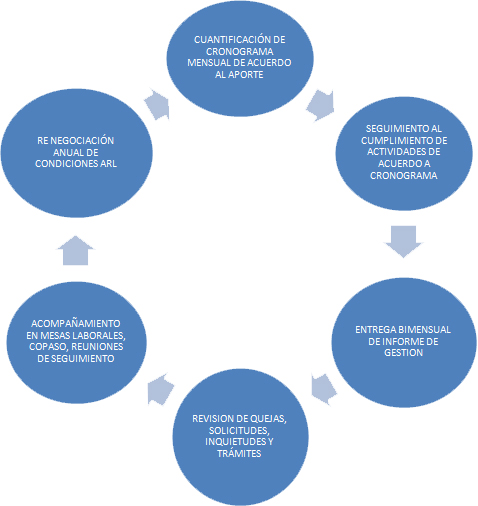 CUANTIFICACIÓN DE
CRONOGRAMA
MENSUAL DE ACUERDO
AL APORTE
SEGUIMIENTO AL
CUMPLIMIENTO DE
ACTIVIDADES DE
ACUERDO A
CRONOGRAMA
ENTREGA BIMENSUAL
DE INFORME DE
GESTION
REVISION DE QUEJAS,
SOLICITUDES,
INQUIETUDES Y
TRÁMITES
ACOMPAÑAMIENTO
EN MESAS LABORALES,
COPASO, REUNIONES
DE SEGUIMIENTO
RE NEGOCIACIÓN
ANUAL DE
CONDICIONES ARL